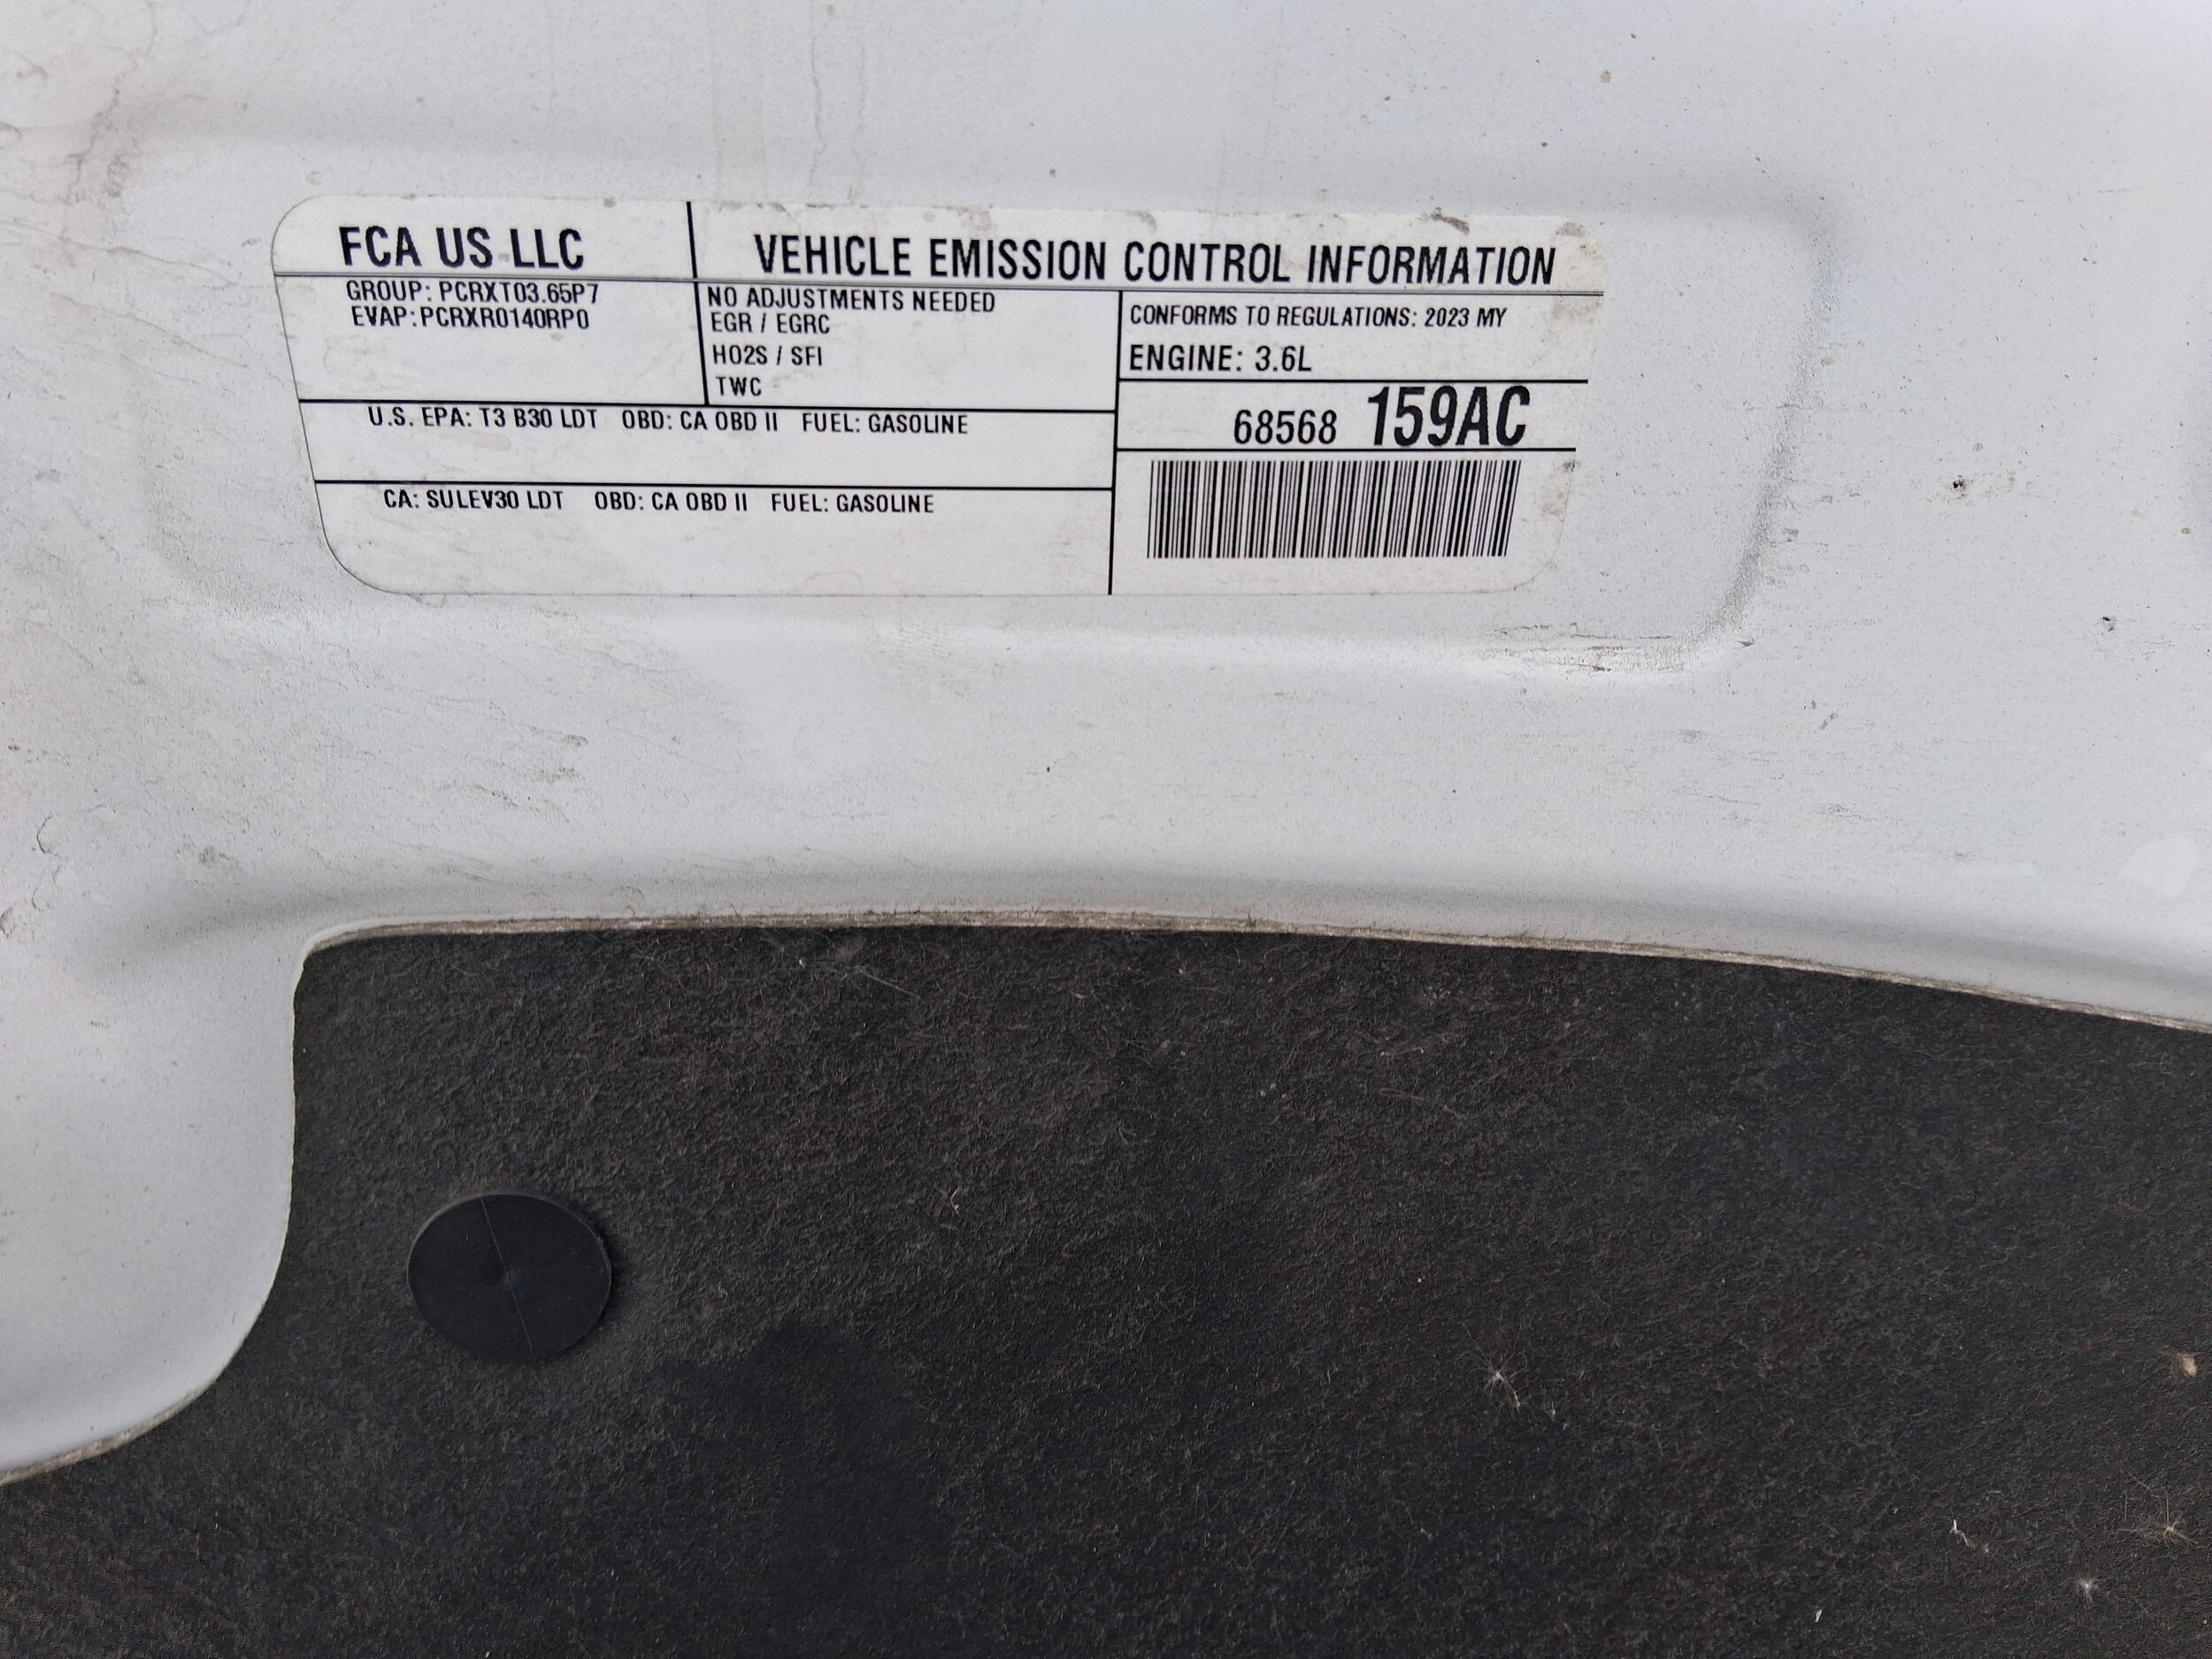 FCA US LLC
VEHICLE EMISSION CONTROL INFORMATION
GROUP: PCRXT03.65P7
EVAP:PCRXR0140RP0
NO ADJUSTMENTS NEEDED
EGR / EGRC
HO2S / SFI
TWC
CONFORMS TO REGULATIONS: 2023 MY
ENGINE: 3.6L
68568 159AC
U.S. EPA: T3 B30 LDT OBD: CA OBD II FUEL: GASOLINE
CA: SULEV30 LDT OBD: CA OBD II FUEL: GASOLINE